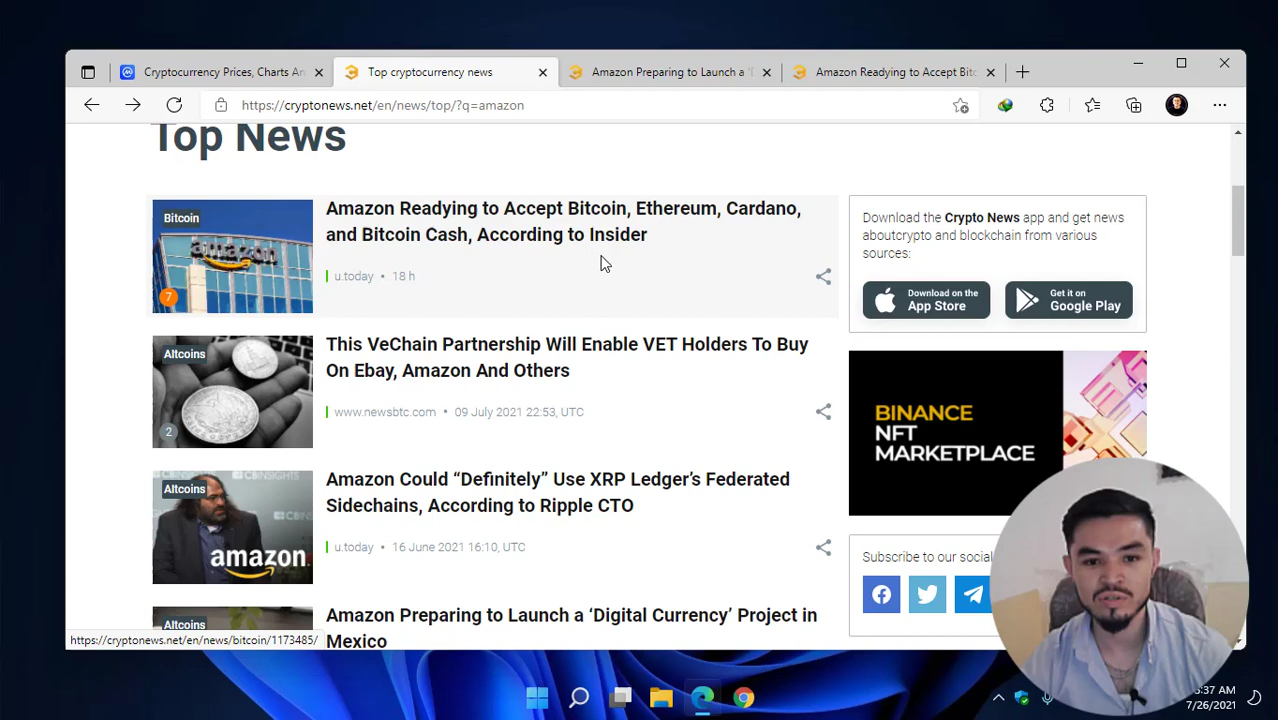 Cryptocurrency Prices, Charts An
Top cryptocurrency news
Amazon Preparing to Launch a '
Amazon Readying to Accept Bitc
https://cryptonews.net/en/news/top/?q=amazon
Top News
Bitcoin
amazon
7
Amazon Readying to Accept Bitcoin, Ethereum, Cardano,
and Bitcoin Cash, According to Insider
u.today • 18 h
Altcoins
2
This VeChain Partnership Will Enable VET Holders To Buy
On Ebay, Amazon And Others
www.newsbtc.com • 09 July 2021 22:53, UTC
Altcoins
CBINSIGHTS
amazon
Amazon Could “Definitely” Use XRP Ledger’s Federated
Sidechains, According to Ripple CTO
u.today • 16 June 2021 16:10, UTC
Altcoins
Amazon Preparing to Launch a ‘Digital Currency’ Project in
Mexico
https://cryptonews.net/en/news/bitcoin/1173485/
Download the Crypto News app and get news
aboutcrypto and blockchain from various
sources:
Download on the
App Store
Get it on
Google Play
BINANCE
NFT
MARKETPLACE
Subscribe to our social
:37 AM
7/26/2021